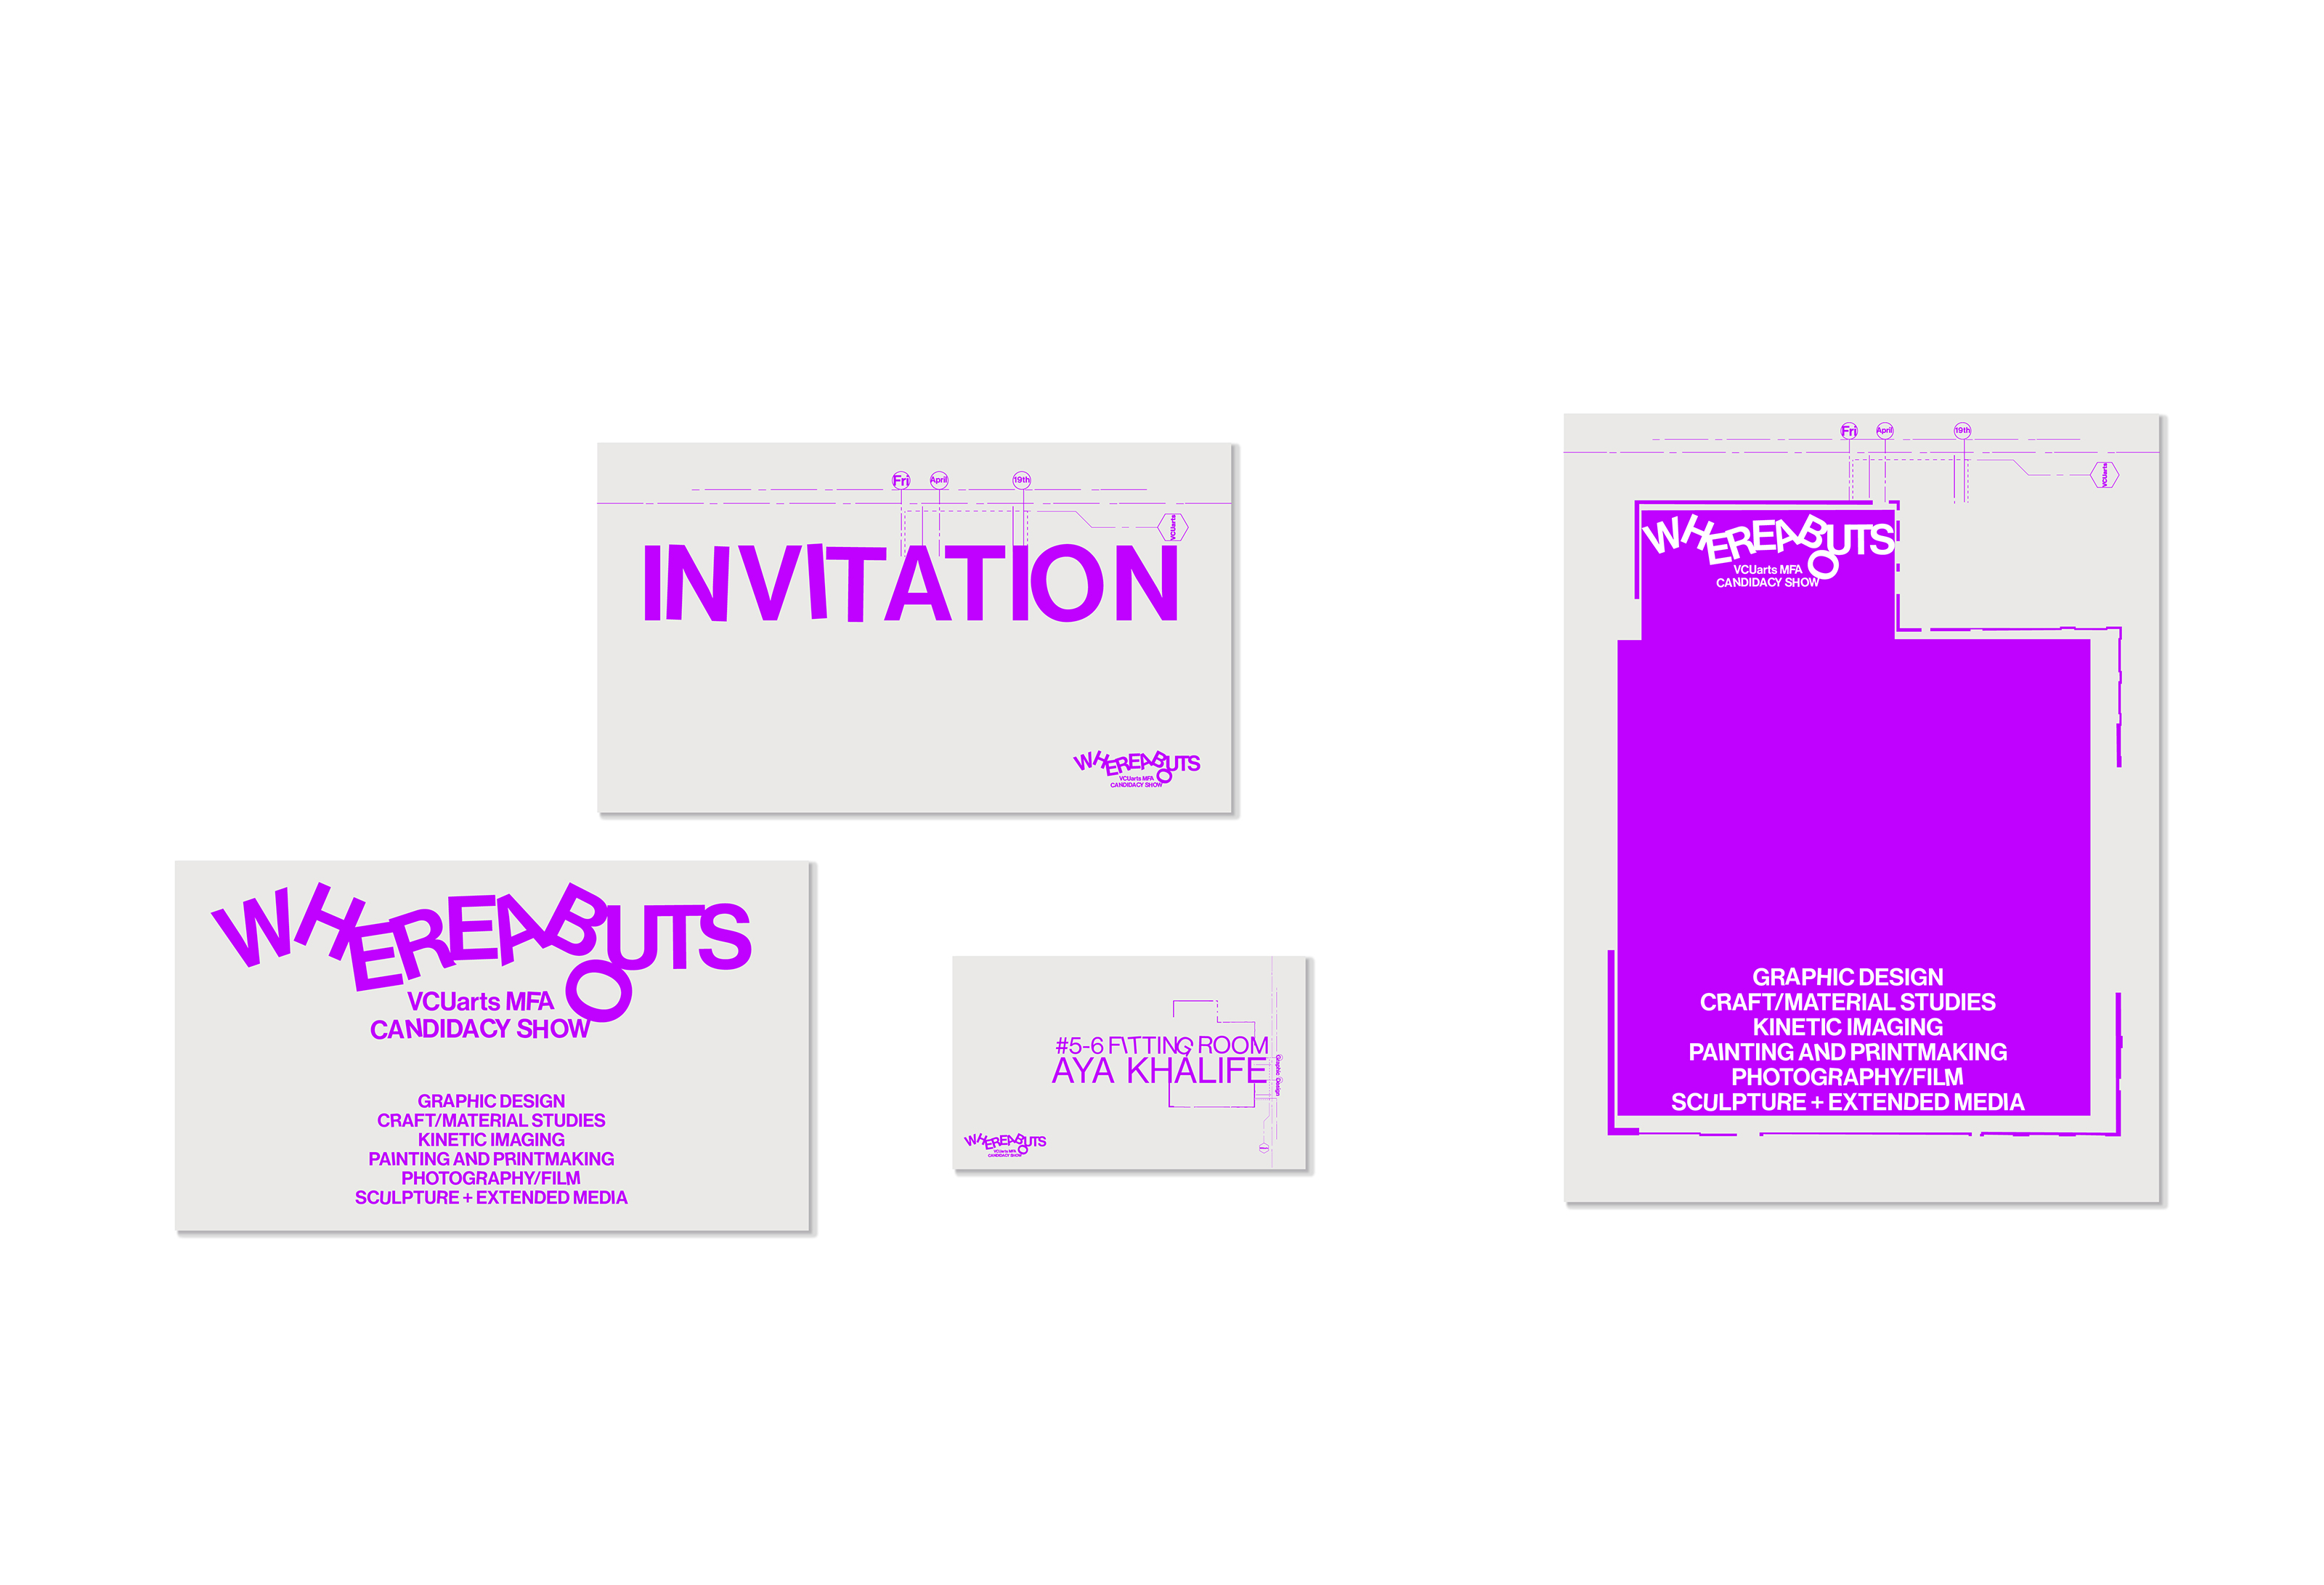 Fri April 19th
VCUarts
INVITATION
WHEREABOUTS
VCUarts MFA
CANDIDACY SHOW
WHEREABOUTS
VCUarts MFA
CANDIDACY SHOW
GRAPHIC DESIGN
CRAFT/MATERIAL STUDIES
KINETIC IMAGING
PAINTING AND PRINTMAKING
PHOTOGRAPHY/FILM
SCULPTURE + EXTENDED MEDIA
#5-6 FITTING ROOM
AYA KHALIFE
Graphic Design
WHEREABOUTS
VCUarts MFA
CANDIDACY SHOW
Fri April 19th
VCUarts
WHEREABOUTS
VCUarts MFA
CANDIDACY SHOW
GRAPHIC DESIGN
CRAFT/MATERIAL STUDIES
KINETIC IMAGING
PAINTING AND PRINTMAKING
PHOTOGRAPHY/FILM
SCULPTURE + EXTENDED MEDIA